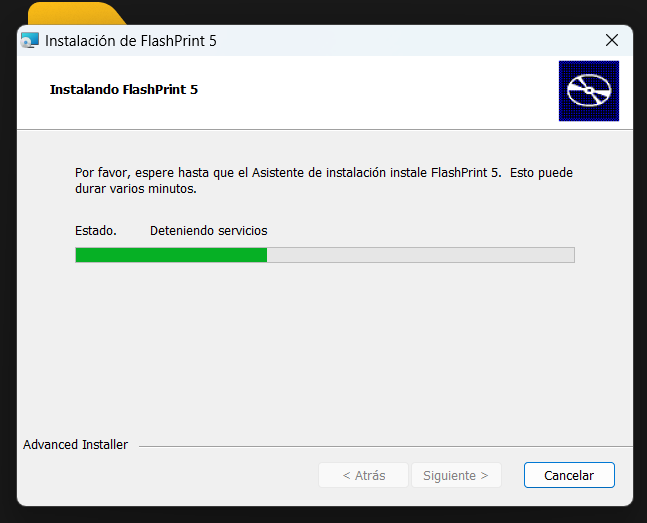 Instalación de FlashPrint 5
Instalando FlashPrint 5
Por favor, espere hasta que el Asistente de instalación instale FlashPrint 5.  Esto puede
durar varios minutos.
Estado. Deteniendo servicios
Advanced Installer
< Atrás Siguiente > Cancelar